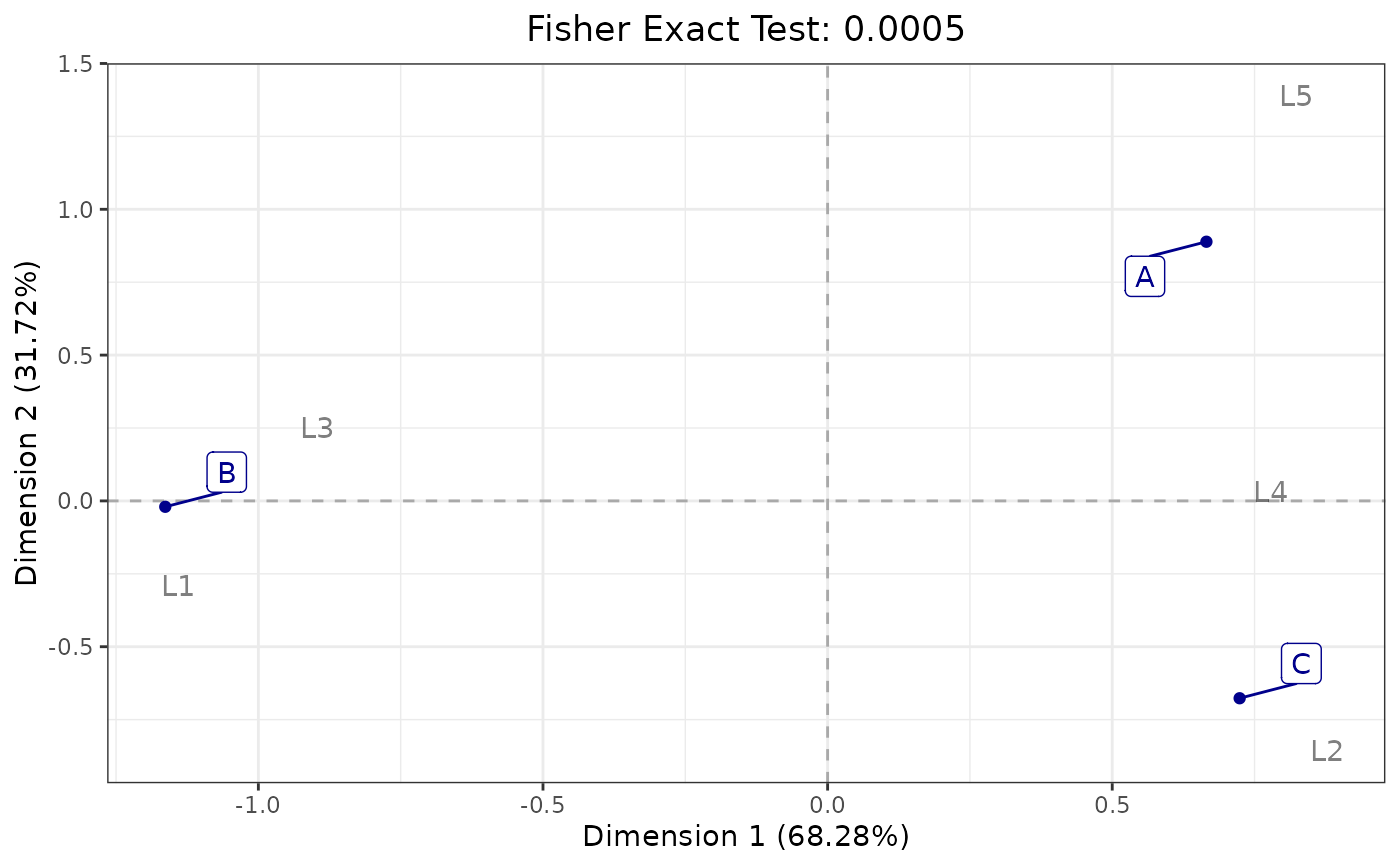 Fisher Exact Test: 0.0005
1.5
L5
1.0
A
0.5
L3
B
0.0
L4
L1
-0.5
C
L2
-1.0
-0.5
0.0
0.5
Dimension 1 (68.28%)
Dimension 2 (31.72%)